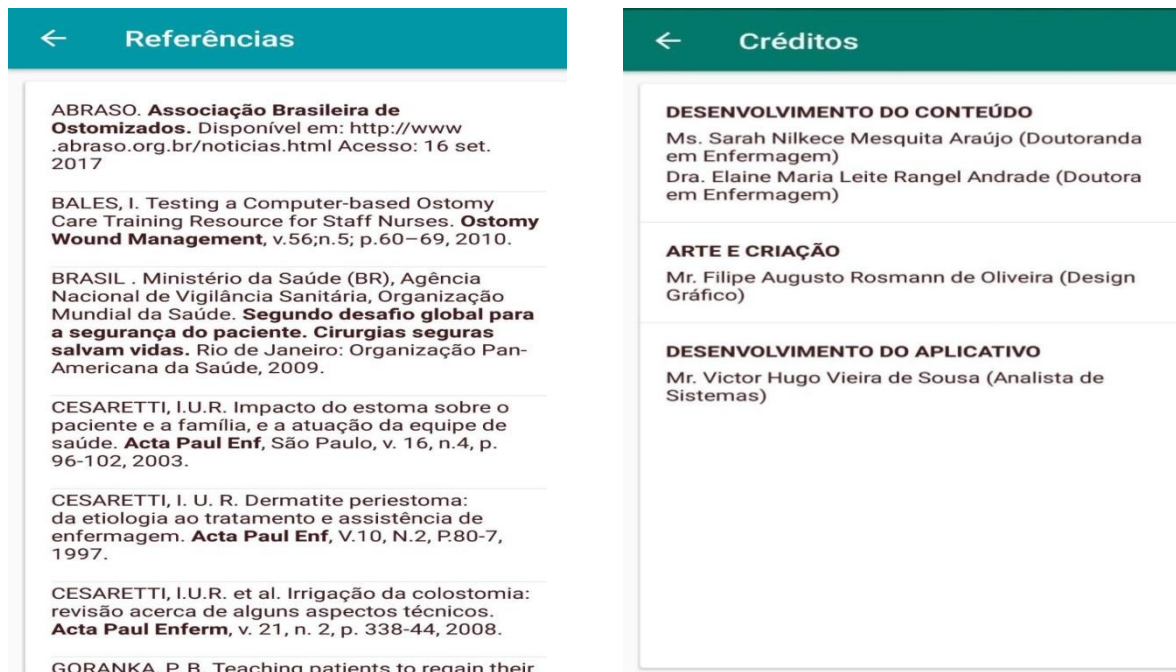 Referências
ABRASO. Associação Brasileira de
Ostomizados. Disponível em: http://www
.abraso.org.br/noticias.html Acesso: 16 set.
2017
BALES, I. Testing a Computer-based Ostomy
Care Training Resource for Staff Nurses. Ostomy
Wound Management, v.56;n.5; p.60–69, 2010.
BRASIL . Ministério da Saúde (BR), Agência
Nacional de Vigilância Sanitária, Organização
Mundial da Saúde. Segundo desafio global para
a segurança do paciente. Cirurgias seguras
salvam vidas. Rio de Janeiro: Organização Pan-
Americana da Saúde, 2009.
CESARETTI, I.U.R. Impacto do estoma sobre o
paciente e a família, e a atuação da equipe de
saúde. Acta Paul Enf, São Paulo, v. 16, n.4, p.
96-102, 2003.
CESARETTI, I. U. R. Dermatite periestoma:
da etiologia ao tratamento e assistência de
enfermagem. Acta Paul Enf, V.10, N.2, P.80-7,
1997.
CESARETTI, I.U.R. et al. Irrigação da colostomia:
revisão acerca de alguns aspectos técnicos.
Acta Paul Enferm, v. 21, n. 2, p. 338-44, 2008.
GORANKA, P. B. Teaching patients to regain their
Créditos
DESENVOLVIMENTO DO CONTEÚDO
Ms. Sarah Nilkece Mesquita Araújo (Doutoranda
em Enfermagem)
Dra. Elaine Maria Leite Rangel Andrade (Doutora
em Enfermagem)
ARTE E CRIAÇÃO
Mr. Filipe Augusto Rosmann de Oliveira (Design
Gráfico)
DESENVOLVIMENTO DO APLICATIVO
Mr. Victor Hugo Vieira de Sousa (Analista de
Sistemas)